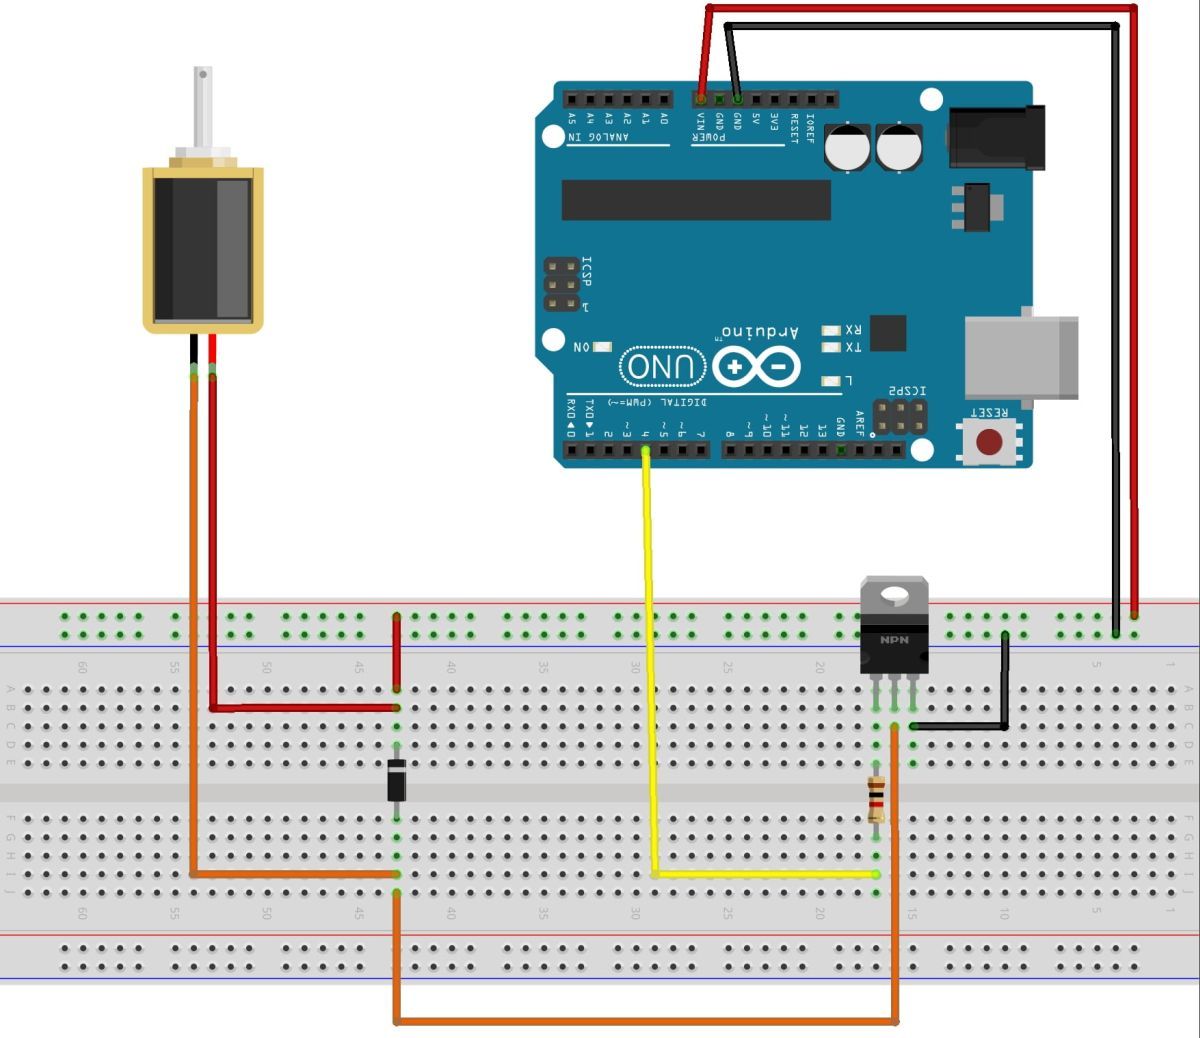 A5 A4 A3 A2 A1 A0
ANALOG IN
VIN GND GND 5V 3V3 RESET IOREF
POWER
ICSP
1
ON
UNO
Arduino
TM
RX
TX
L
ICSP2
RESET
DIGITAL (PWM=~)
RX0◀0 TX0▶1 2 ~3 4 ~5 ~6 7 8 ~9 ~10 ~11 12 13 GND AREF
NPN
60 55 50 45 40 35 30 25 20 5 1
A A
B B
C C
D D
E E
F F
G G
H H
I I
J J
60 55 50 45 40 35 30 25 20 15 10 5 1